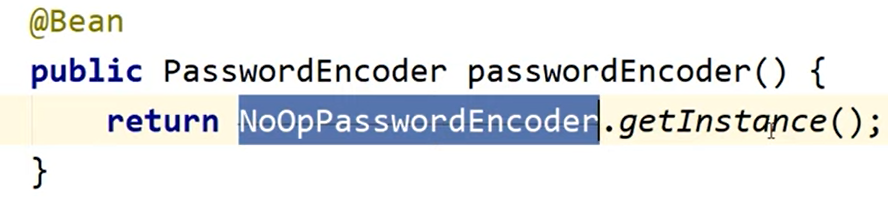 @Bean
public PasswordEncoder passwordEncoder() {
    return NoOpPasswordEncoder.getInstance();
}